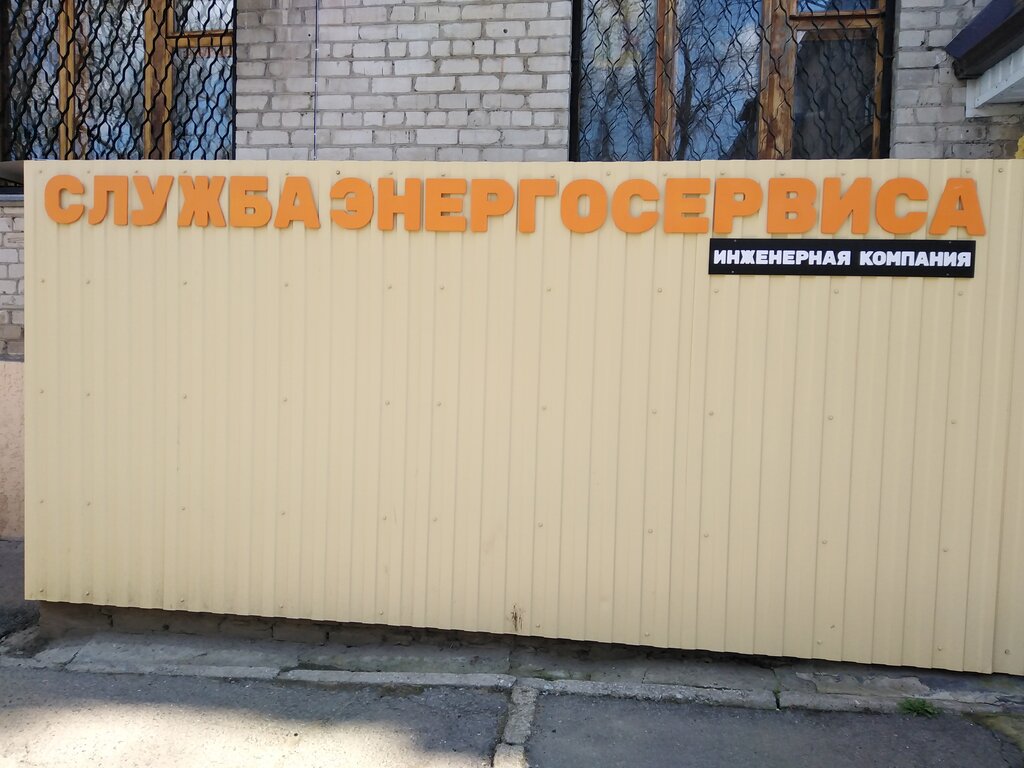 СЛУЖБА ЭНЕРГОСЕРВИСА
ИНЖЕНЕРНАЯ КОМПАНИЯ